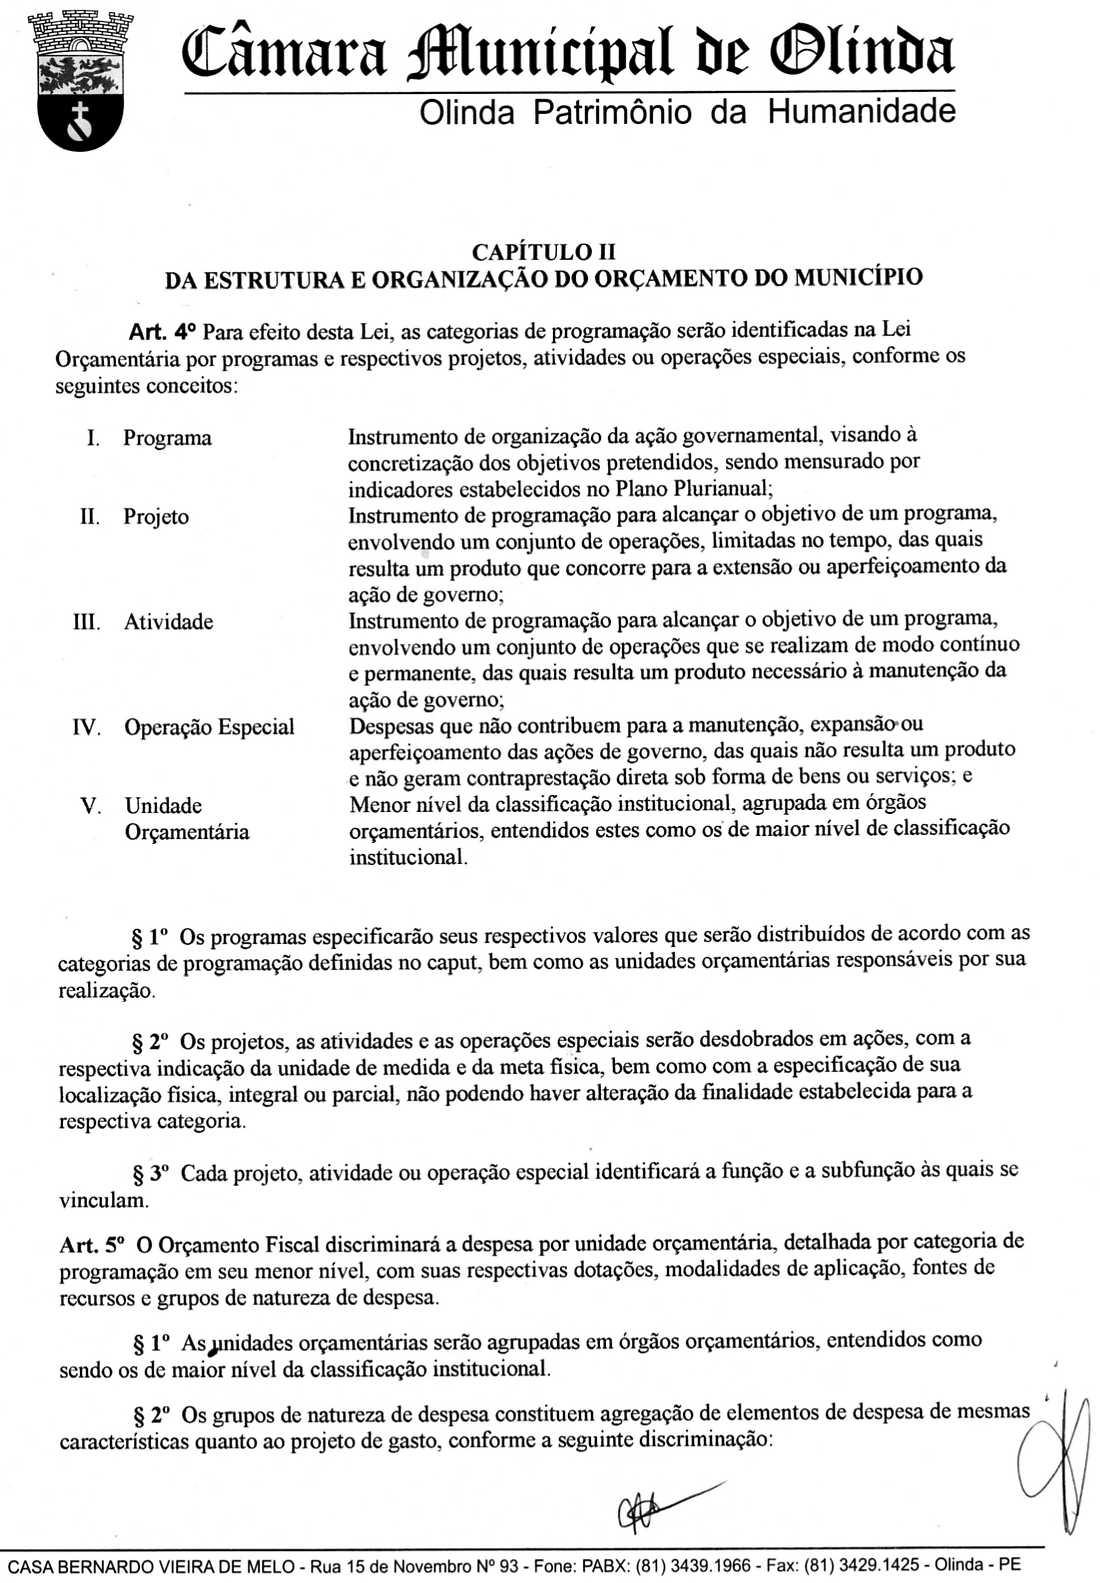 Câmara Municipal de Olinda
Olinda Patrimônio da Humanidade
CAPÍTULO II
DA ESTRUTURA E ORGANIZAÇÃO DO ORÇAMENTO DO MUNICÍPIO
Art. 4º Para efeito desta Lei, as categorias de programação serão identificadas na Lei
Orçamentária por programas e respectivos projetos, atividades ou operações especiais, conforme os
seguintes conceitos:
I. Programa Instrumento de organização da ação governamental, visando à
concretização dos objetivos pretendidos, sendo mensurado por
indicadores estabelecidos no Plano Plurianual;
II. Projeto Instrumento de programação para alcançar o objetivo de um programa,
envolvendo um conjunto de operações, limitadas no tempo, das quais
resulta um produto que concorre para a extensão ou aperfeiçoamento da
ação de governo;
III. Atividade Instrumento de programação para alcançar o objetivo de um programa,
envolvendo um conjunto de operações que se realizam de modo contínuo
e permanente, das quais resulta um produto necessário à manutenção da
ação de governo;
IV. Operação Especial Despesas que não contribuem para a manutenção, expansão ou
aperfeiçoamento das ações de governo, das quais não resulta um produto
e não geram contraprestação direta sob forma de bens ou serviços; e
V. Unidade Menor nível da classificação institucional, agrupada em órgãos
Orçamentária orçamentários, entendidos estes como os de maior nível de classificação
institucional.
§ 1º Os programas especificarão seus respectivos valores que serão distribuídos de acordo com as
categorias de programação definidas no caput, bem como as unidades orçamentárias responsáveis por sua
realização.
§ 2º Os projetos, as atividades e as operações especiais serão desdobrados em ações, com a
respectiva indicação da unidade de medida e da meta física, bem como com a especificação de sua
localização física, integral ou parcial, não podendo haver alteração da finalidade estabelecida para a
respectiva categoria.
§ 3º Cada projeto, atividade ou operação especial identificará a função e a subfunção às quais se
vinculam.
Art. 5º O Orçamento Fiscal discriminará a despesa por unidade orçamentária, detalhada por categoria de
programação em seu menor nível, com suas respectivas dotações, modalidades de aplicação, fontes de
recursos e grupos de natureza de despesa.
§ 1º As unidades orçamentárias serão agrupadas em órgãos orçamentários, entendidos como
sendo os de maior nível da classificação institucional.
§ 2º Os grupos de natureza de despesa constituem agregação de elementos de despesa de mesmas
características quanto ao projeto de gasto, conforme a seguinte discriminação:
CASA BERNARDO VIEIRA DE MELO - Rua 15 de Novembro Nº 93 - Fone: PABX: (81) 3439.1966 - Fax: (81) 3429.1425 - Olinda - PE